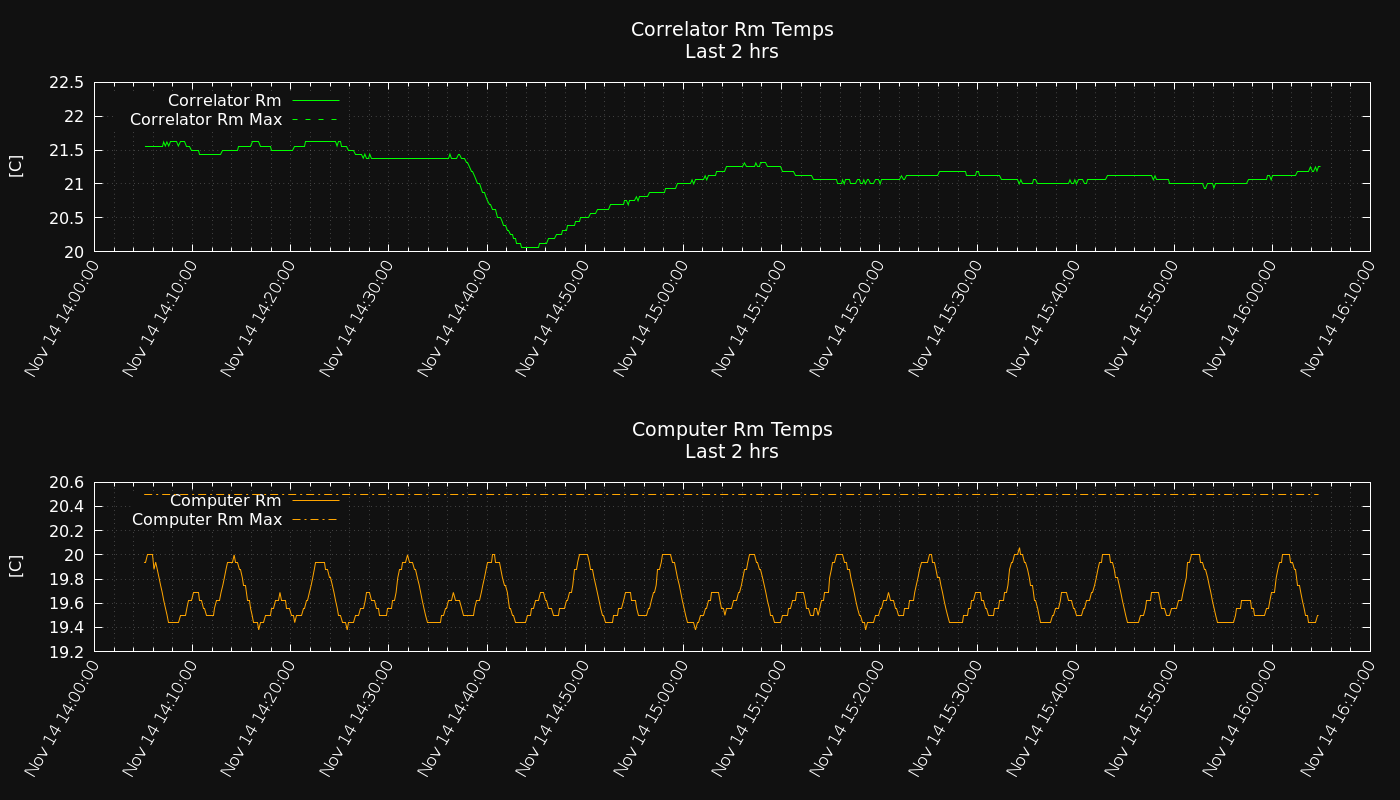 Correlator Rm Temps
Last 2 hrs
22.5
22
21.5
21
20.5
20
[C]
Correlator Rm
Correlator Rm Max
Nov 14 14:00:00
Nov 14 14:10:00
Nov 14 14:20:00
Nov 14 14:30:00
Nov 14 14:40:00
Nov 14 14:50:00
Nov 14 15:00:00
Nov 14 15:10:00
Nov 14 15:20:00
Nov 14 15:30:00
Nov 14 15:40:00
Nov 14 15:50:00
Nov 14 16:00:00
Nov 14 16:10:00
Computer Rm Temps
Last 2 hrs
20.6
20.4
20.2
20
19.8
19.6
19.4
19.2
[C]
Computer Rm
Computer Rm Max
Nov 14 14:00:00
Nov 14 14:10:00
Nov 14 14:20:00
Nov 14 14:30:00
Nov 14 14:40:00
Nov 14 14:50:00
Nov 14 15:00:00
Nov 14 15:10:00
Nov 14 15:20:00
Nov 14 15:30:00
Nov 14 15:40:00
Nov 14 15:50:00
Nov 14 16:00:00
Nov 14 16:10:00